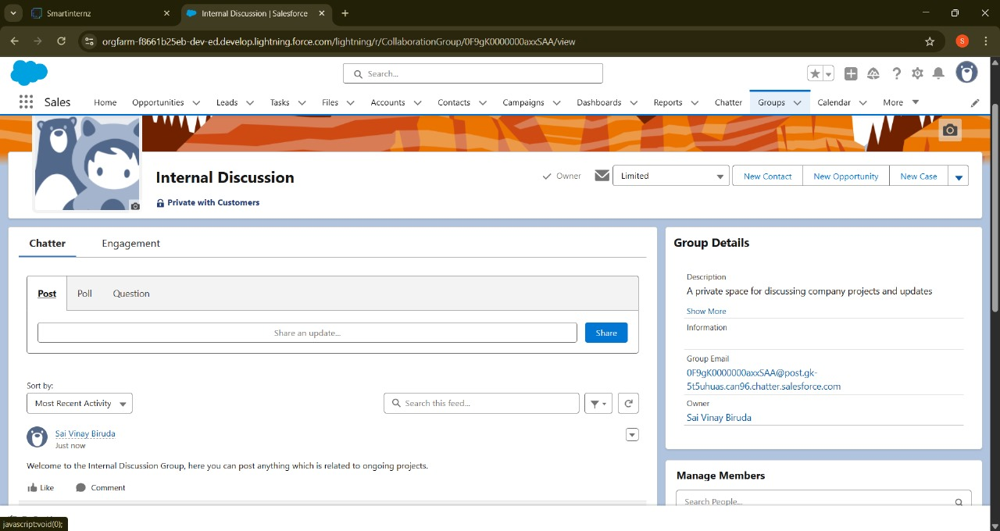 Smartinternz
Internal Discussion | Salesforce
orgfarm-f8661b25eb-dev-ed.develop.lightning.force.com/lightning/r/CollaborationGroup/0F9gK0000000axxSAA/view
S
Search...
Sales
Home
Opportunities
Leads
Tasks
Files
Accounts
Contacts
Campaigns
Dashboards
Reports
Chatter
Groups
Calendar
More
Internal Discussion
Private with Customers
Owner
Limited
New Contact
New Opportunity
New Case
Chatter
Engagement
Post
Poll
Question
Share an update...
Share
Sort by:
Most Recent Activity
Search this feed...
Sai Vinay Biruda
Just now
Welcome to the Internal Discussion Group, here you can post anything which is related to ongoing projects.
Like
Comment
Group Details
Description
A private space for discussing company projects and updates
Show More
Information
Group Email
0F9gK0000000axxSAA@post.gk-
5t5uhuas.can96.chatter.salesforce.com
Owner
Sai Vinay Biruda
Manage Members
Search People...
javascript:void(0);